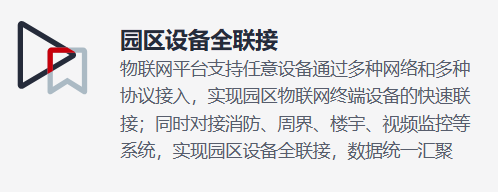 园区设备全联接
物联网平台支持任意设备通过多种网络和多种
协议接入，实现园区物联网终端设备的快速联
接；同时对接消防、周界、楼宇、视频监控等
系统，实现园区设备全联接，数据统一汇聚